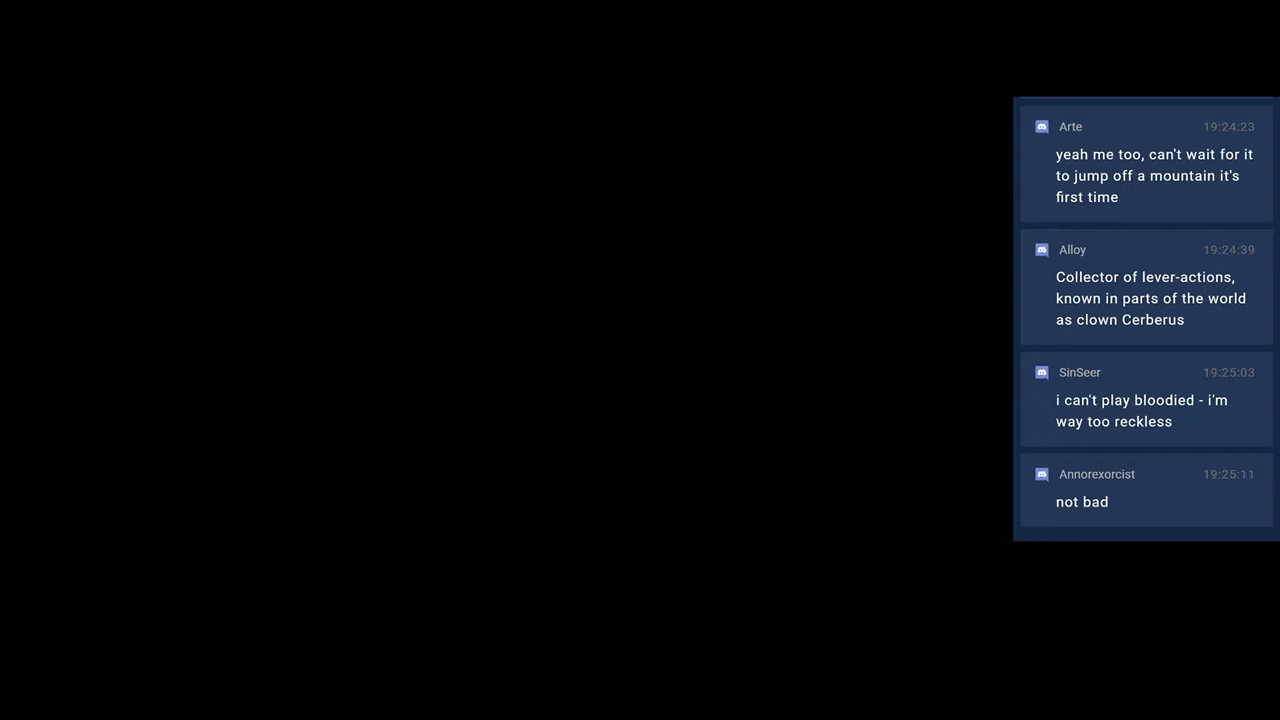 Arte 19:24:23
yeah me too, can't wait for it
to jump off a mountain it's
first time
Alloy 19:24:39
Collector of lever-actions,
known in parts of the world
as clown Cerberus
SinSeer 19:25:03
i can't play bloodied - i'm
way too reckless
Annorexorcist 19:25:11
not bad